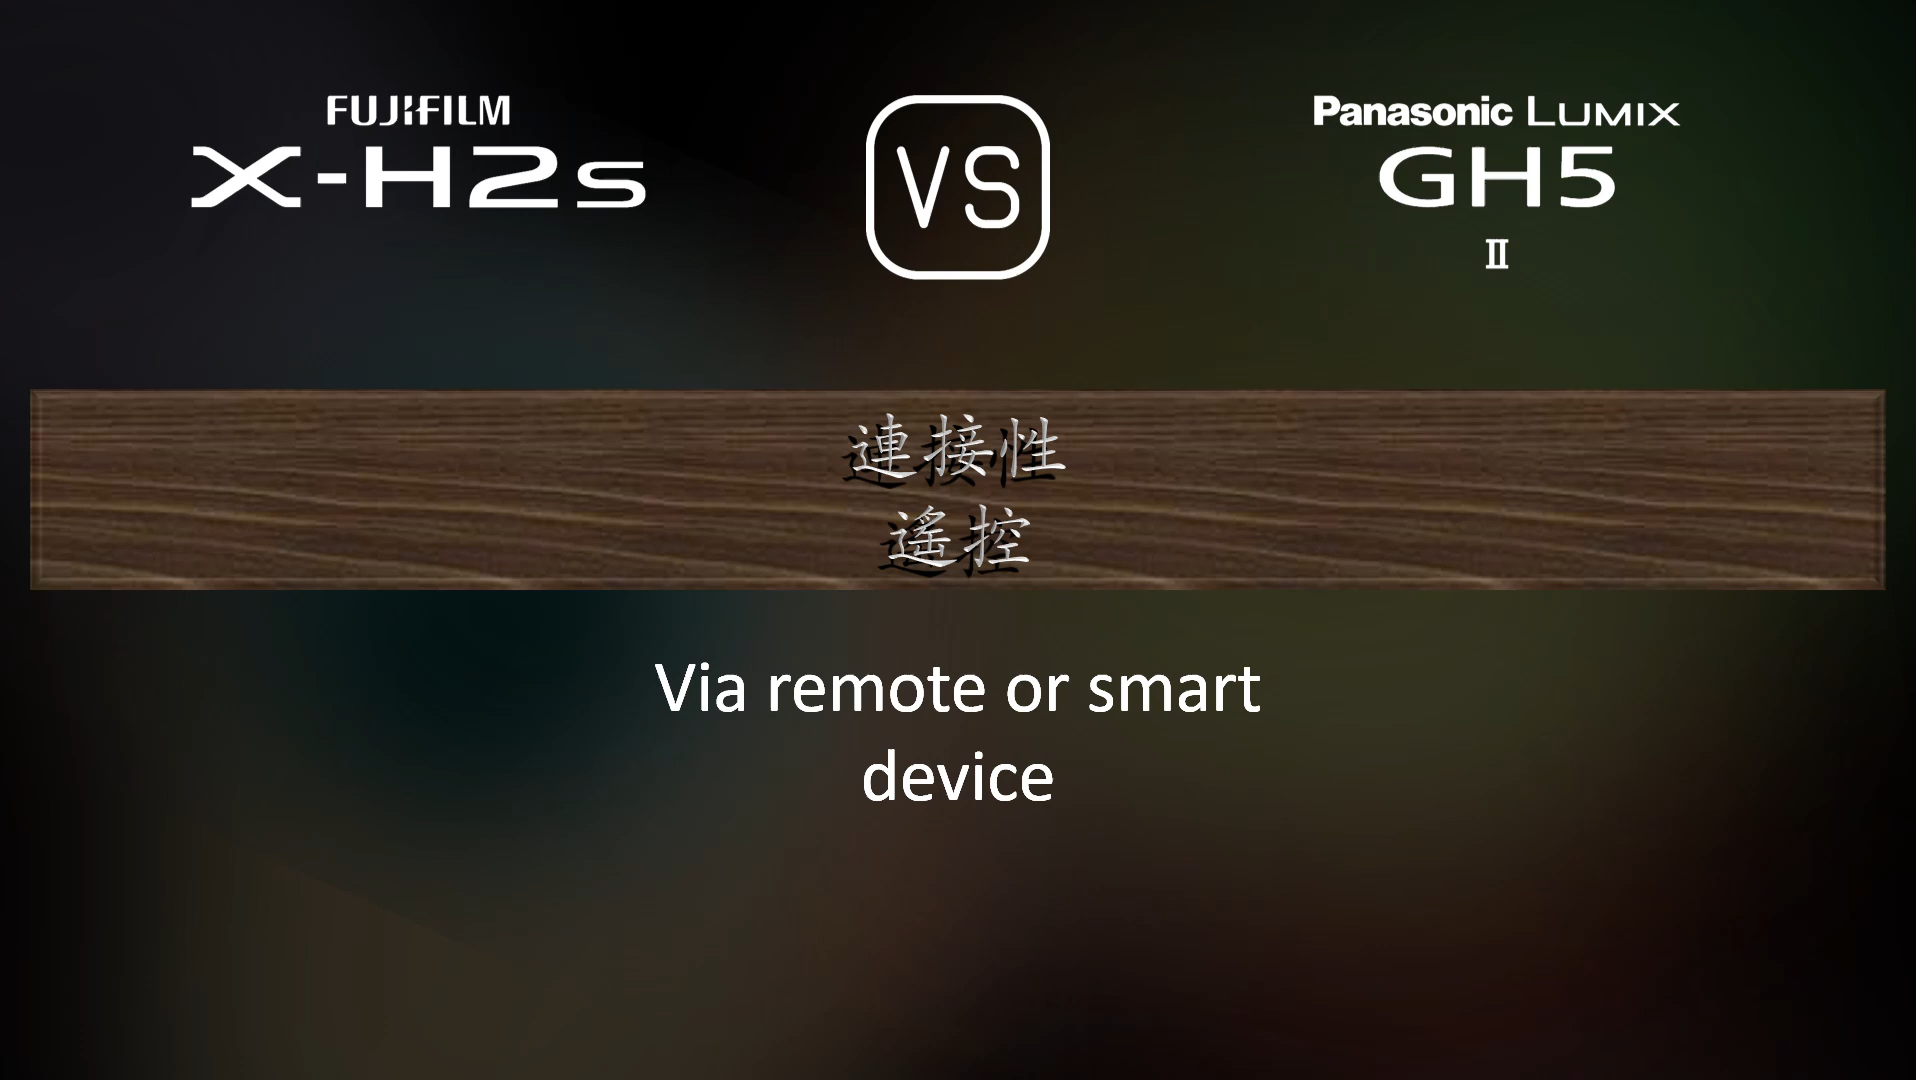 FUJIFILM
X-H2S
VS
Panasonic LUMIX
GH5
II
連接性
遙控
Via remote or smart
device